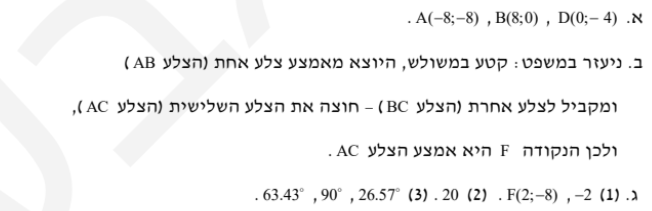 א. A(−8;−8) , B(8;0) , D(0;− 4) .
ב. ניעזר במשפט : קטע במשולש, היוצא מאמצע צלע אחת (הצלע AB )
ומקביל לצלע אחרת (הצלע BC ) – חוצה את הצלע השלישית (הצלע AC ),
ולכן הנקודה F היא אמצע הצלע AC .
ג. (1) −2 , F(2;−8) . (2) 20 . (3) 26.57° , 90° , 63.43° .